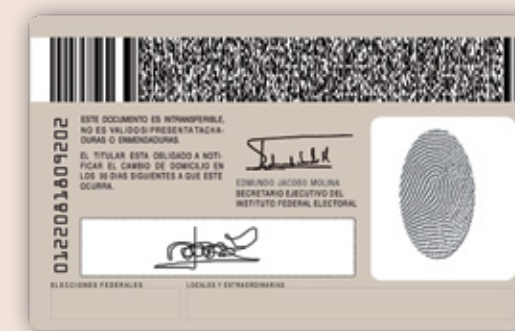 0122081809202
ESTE DOCUMENTO ES INTRANSFERIBLE,
NO ES VALIDO SI PRESENTA TACHA-
DURAS O ENMENDADURAS.
EL TITULAR ESTA OBLIGADO A NOTI-
FICAR EL CAMBIO DE DOMICILIO EN
LOS 30 DIAS SIGUIENTES A QUE ESTE
OCURRA.
EDMUNDO JACOBO MOLINA
SECRETARIO EJECUTIVO DEL
INSTITUTO FEDERAL ELECTORAL
ELECCIONES FEDERALES
LOCALES Y EXTRAORDINARIAS